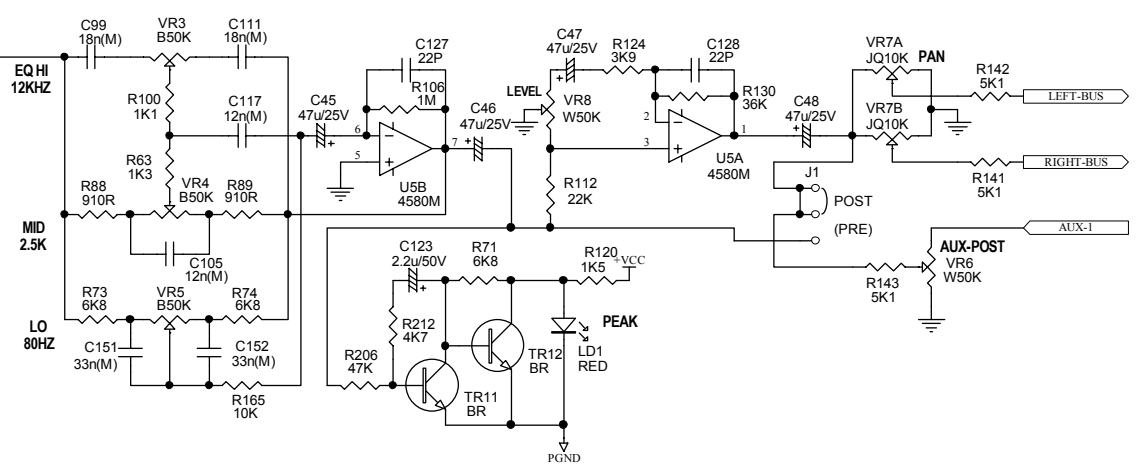 C99
18n(M)
VR3
B50K
C111
18n(M)
EQ HI
12KHZ
R100
1K1
C117
12n(M)
R63
1K3
R88
910R
VR4
B50K
R89
910R
MID
2.5K
C105
12n(M)
R73
6K8
VR5
B50K
R74
6K8
LO
80HZ
C151
33n(M)
C152
33n(M)
R165
10K
C45
47u/25V
+
C127
22P
R106
1M
6
5
7
−
+
U5B
4580M
C46
47u/25V
+
LEVEL
C47
47u/25V
+
R124
3K9
C128
22P
R130
36K
VR8
W50K
2
3
1
−
+
U5A
4580M
R112
22K
C48
47u/25V
+
VR7A
JQ10K
PAN
R142
5K1
LEFT-BUS
VR7B
JQ10K
R141
5K1
RIGHT-BUS
J1
POST
(PRE)
AUX-1
AUX-POST
VR6
W50K
R143
5K1
C123
2.2u/50V
+
R71
6K8
R120
1K5
+VCC
R212
4K7
R206
47K
TR11
BR
TR12
BR
LD1
RED
PEAK
PGND